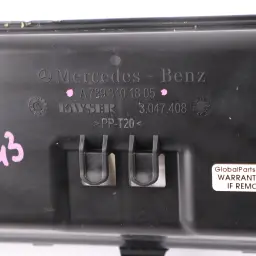 Mercedes - Benz
KAYSER 3.047.408
>PP-T20<
GlobalParts
WARRANT
IF REMO